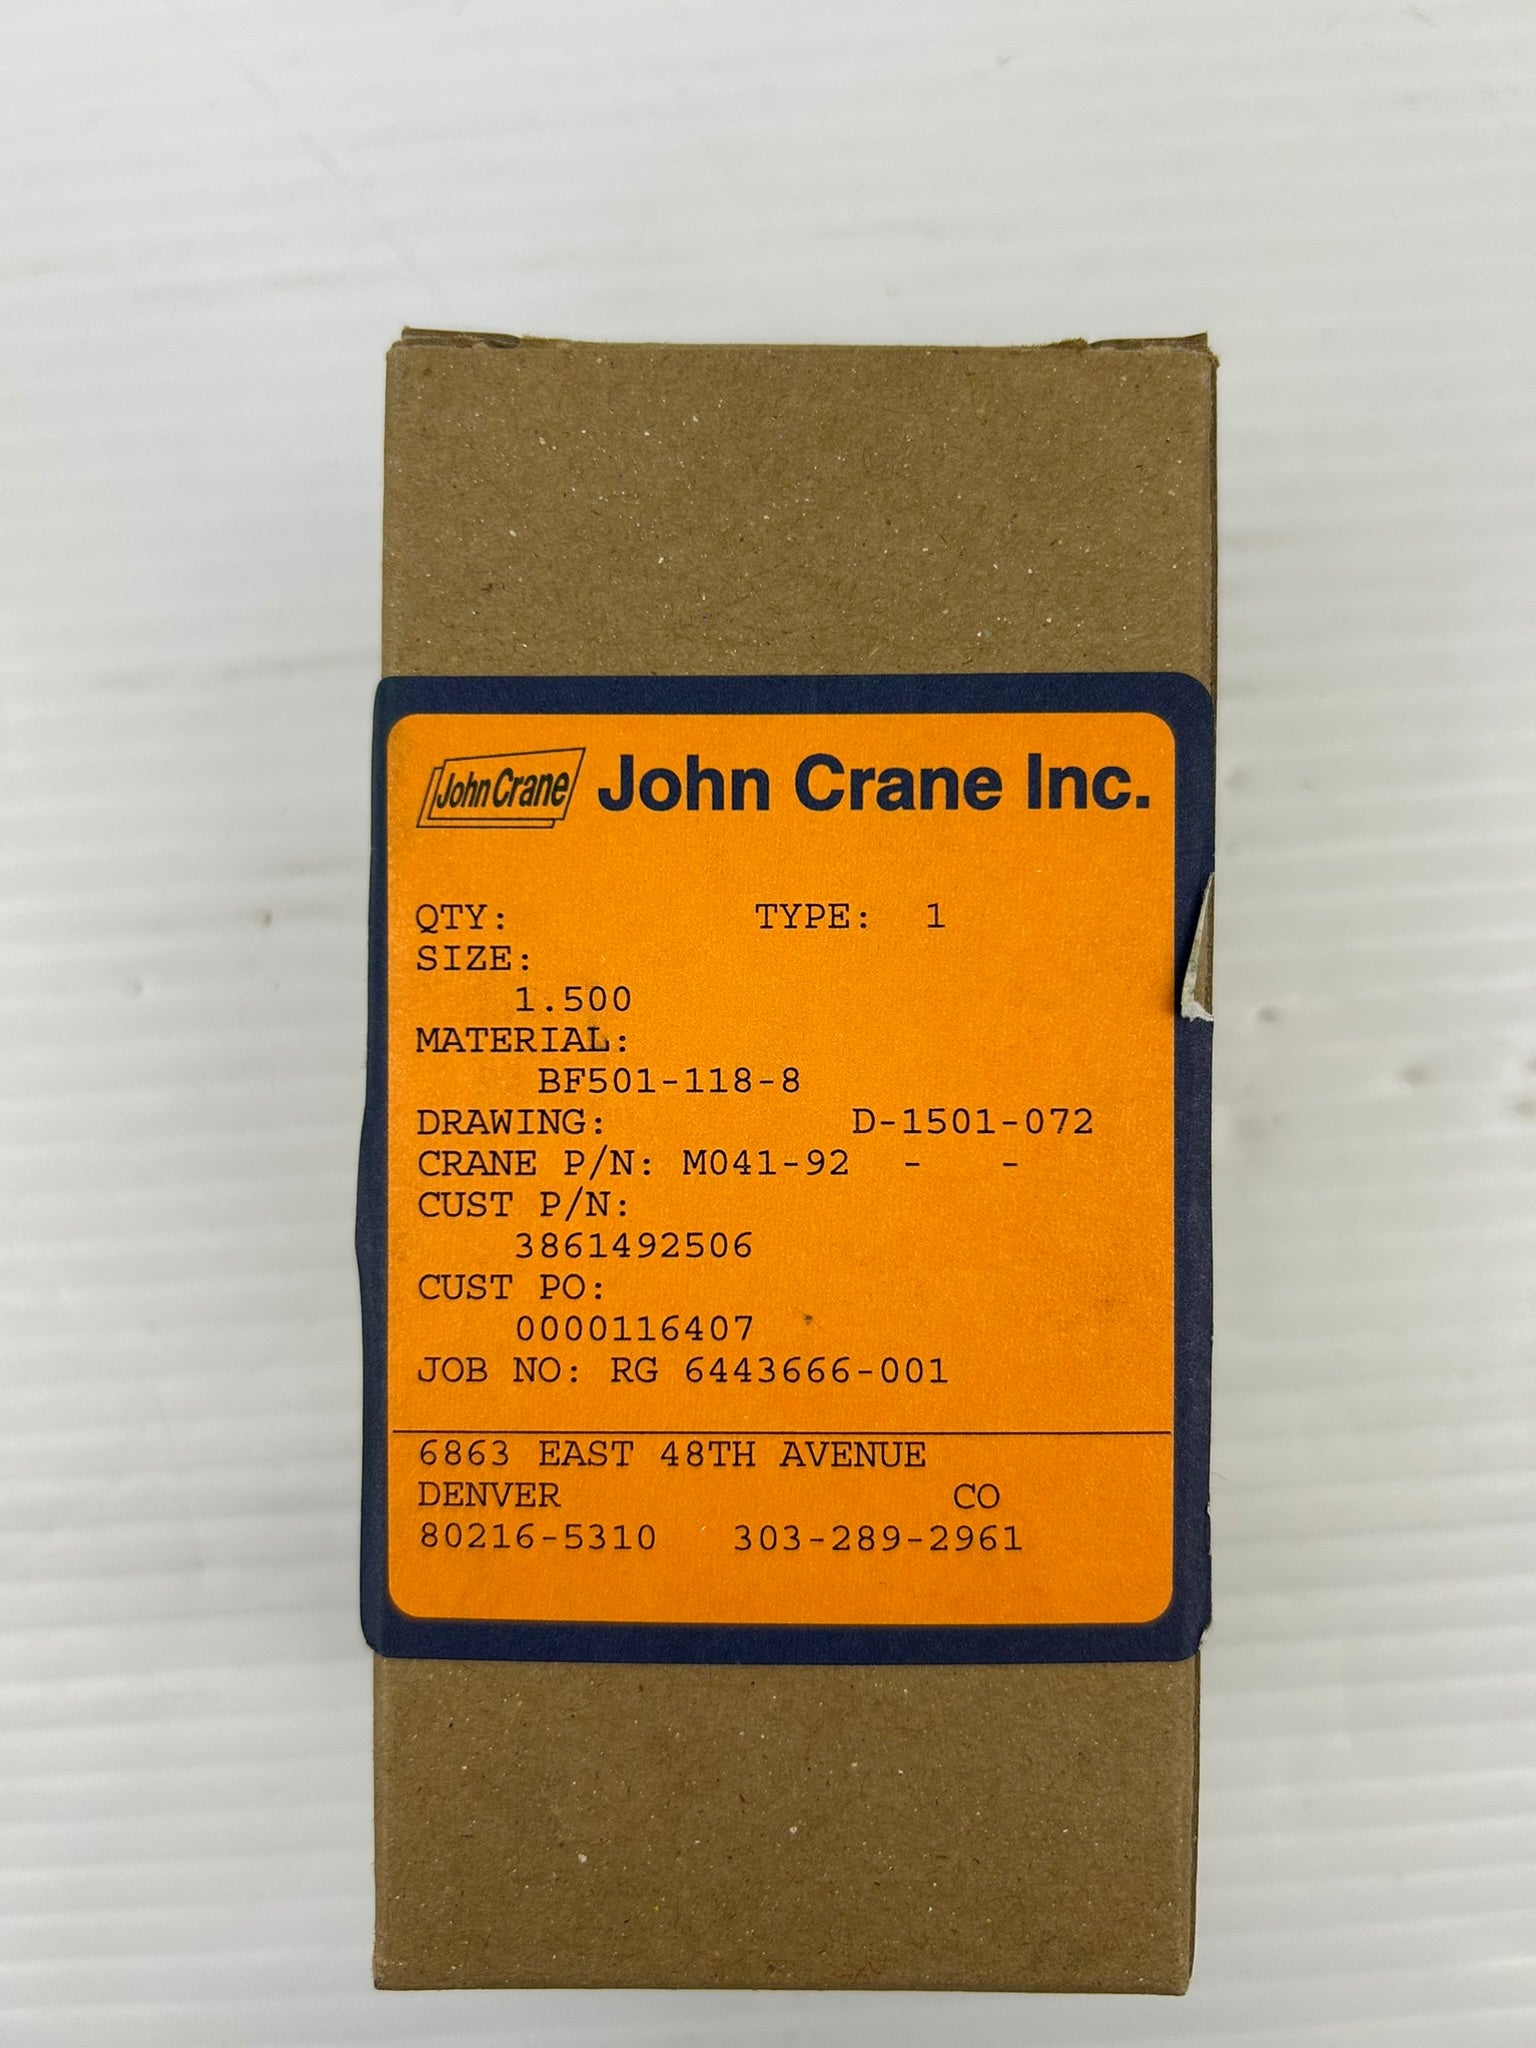 JohnCrane John Crane Inc.
QTY: TYPE: 1
SIZE:
1.500
MATERIAL:
BF501-118-8
DRAWING: D-1501-072
CRANE P/N: M041-92 - -
CUST P/N:
3861492506
CUST PO:
0000116407
JOB NO: RG 6443666-001
6863 EAST 48TH AVENUE
DENVER CO
80216-5310 303-289-2961